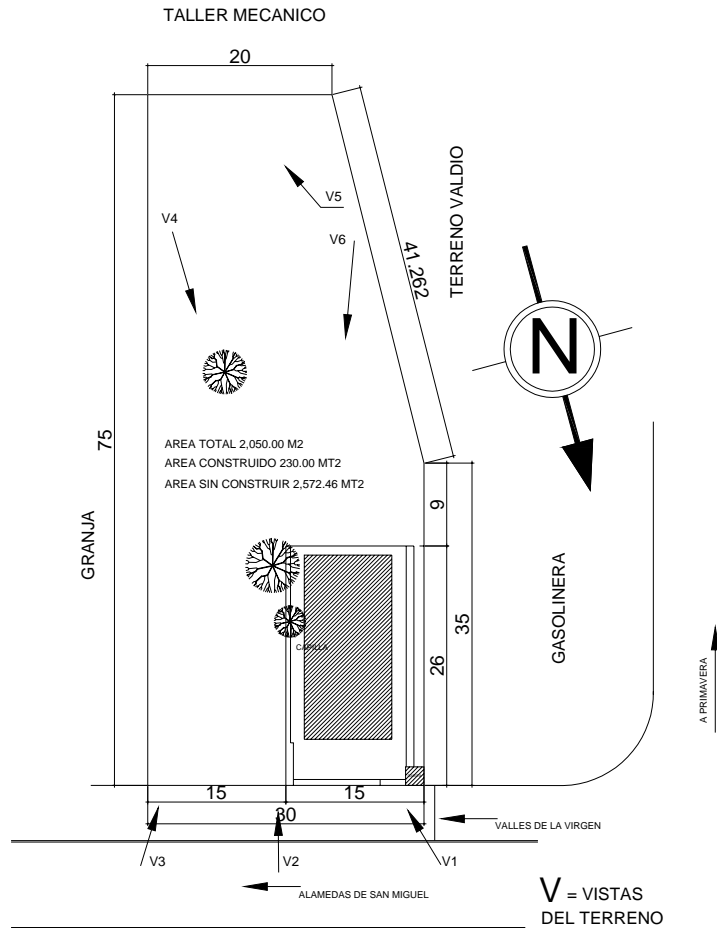 TALLER MECANICO
20
V5
V4
V6
TERRENO VALDIO
41.262
N
75
AREA TOTAL 2,050.00 M2
AREA CONSTRUIDO 230.00 MT2
AREA SIN CONSTRUIR 2,572.46 MT2
9
GRANJA
GASOLINERA
35
26
CAPILLA
A PRIMAVERA
15
15
30
VALLES DE LA VIRGEN
V3
V2
V1
ALAMEDAS DE SAN MIGUEL
V = VISTAS
DEL TERRENO